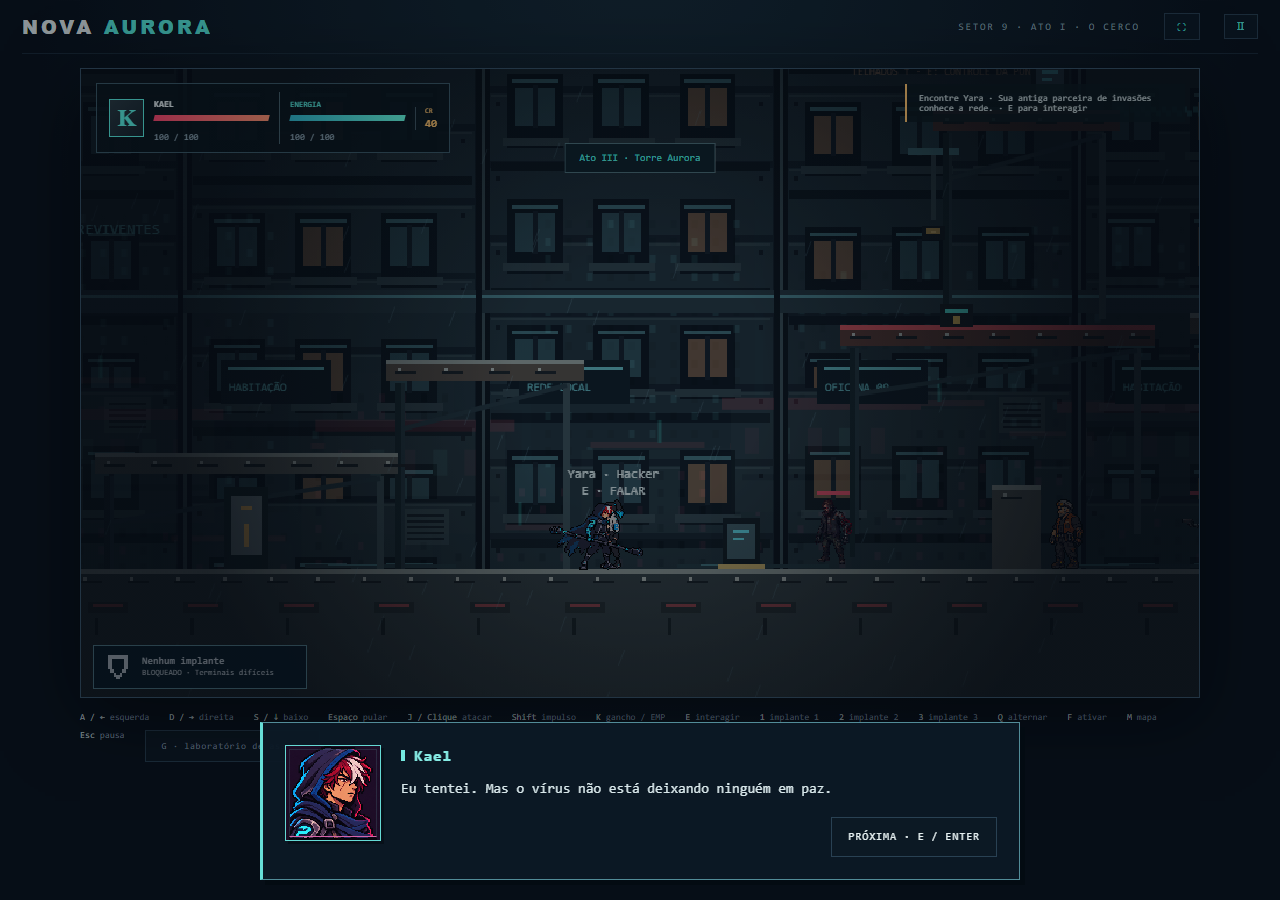 NOVA AURORA
SETOR 9 · ATO I · O CERCO
K
KAEL
100 / 100
ENERGIA
100 / 100
CR
40
Encontre Yara · Sua antiga parceira de invasões
conhece a rede. · E para interagir
Ato III · Torre Aurora
HABITAÇÃO
REDE LOCAL
OFICINA 09
HABITAÇÃO
Yara · Hacker
E · FALAR
Nenhum implante
BLOQUEADO · Terminais difíceis
A / ← esquerda D / → direita S / ↓ baixo Espaço pular J / Clique atacar Shift impulso K gancho / EMP E Interagir 1 implante 1 2 implante 2 3 implante 3 Q alternar F ativar M mapa
Esc pausa
G · laboratório
Kael
Eu tentei. Mas o vírus não está deixando ninguém em paz.
PRÓXIMA · E / ENTER